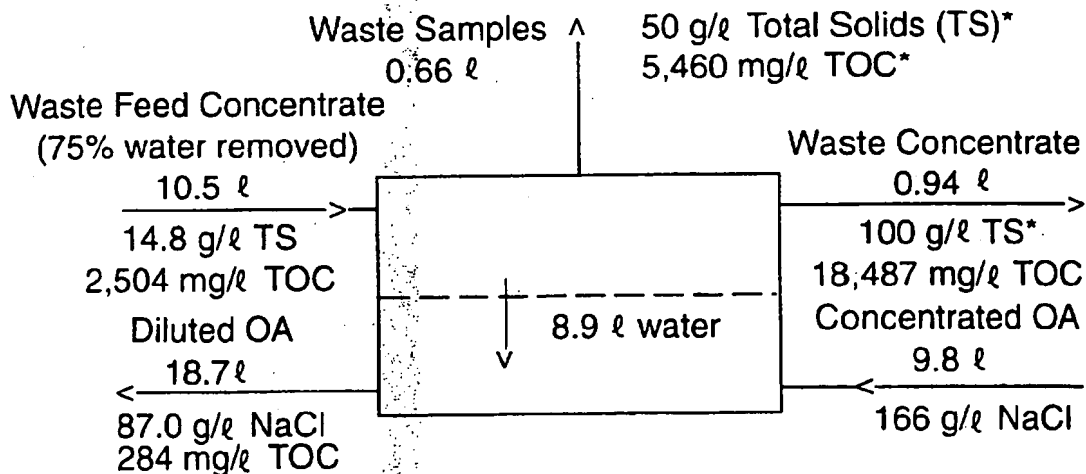 Waste Samples
0.66 ℓ
50 g/ℓ Total Solids (TS)*
5,460 mg/ℓ TOC*
Waste Feed Concentrate
(75% water removed)
10.5 ℓ
14.8 g/ℓ TS
2,504 mg/ℓ TOC
Waste Concentrate
0.94 ℓ
100 g/ℓ TS*
18,487 mg/ℓ TOC
8.9 ℓ water
Diluted OA
18.7ℓ
87.0 g/ℓ NaCl
284 mg/ℓ TOC
Concentrated OA
9.8 ℓ
166 g/ℓ NaCl